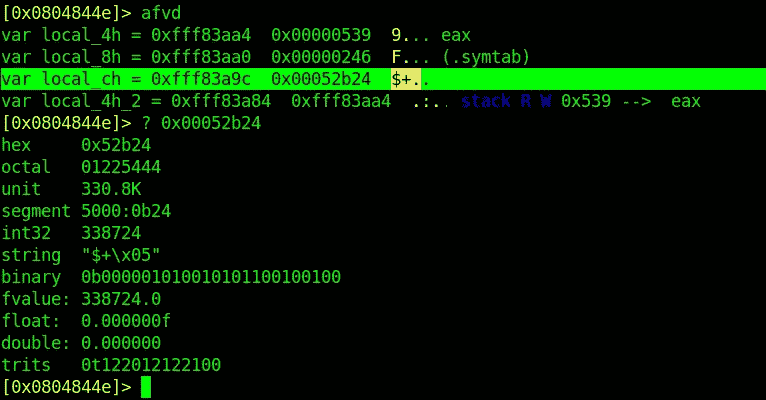 [0x0804844e]> afvd
var local_4h = 0xfff83aa4  0x00000539  9... eax
var local_8h = 0xfff83aa0  0x00000246  F... (.symtab)
var local_ch = 0xfff83a9c  0x00052b24  $+..
var local_4h_2 = 0xfff83a84  0xfff83aa4  .:.. stack R W 0x539 -->  eax
[0x0804844e]> ? 0x00052b24
hex     0x52b24
octal   01225444
unit    330.8K
segment 5000:0b24
int32   338724
string  "$+\x05"
binary  0b000001010010101100100100
fvalue: 338724.0
float:  0.000000f
double: 0.000000
trits   0t122012122100
[0x0804844e]>